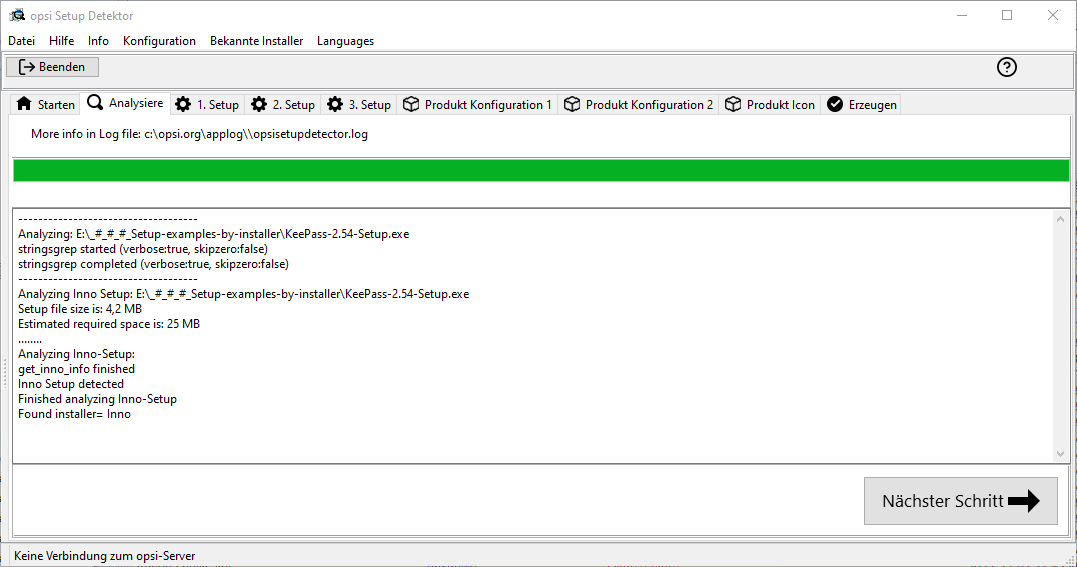 opsi Setup Detektor
Datei Hilfe Info Konfiguration Bekannte Installer Languages
Beenden
Starten Analysiere 1. Setup 2. Setup 3. Setup Produkt Konfiguration 1 Produkt Konfiguration 2 Produkt Icon Erzeugen
More info in Log file: c:\opsi.org\applog\\opsisetupdetector.log
------------------------------------
Analyzing: E:\_#_#_#_Setup-examples-by-installer\KeePass-2.54-Setup.exe
stringsgrep started (verbose:true, skipzero:false)
stringsgrep completed (verbose:true, skipzero:false)
------------------------------------
Analyzing Inno Setup: E:\_#_#_#_Setup-examples-by-installer\KeePass-2.54-Setup.exe
Setup file size is: 4,2 MB
Estimated required space is: 25 MB
........
Analyzing Inno-Setup:
get_inno_info finished
Inno Setup detected
Finished analyzing Inno-Setup
Found installer= Inno
Nächster Schritt
Keine Verbindung zum opsi-Server